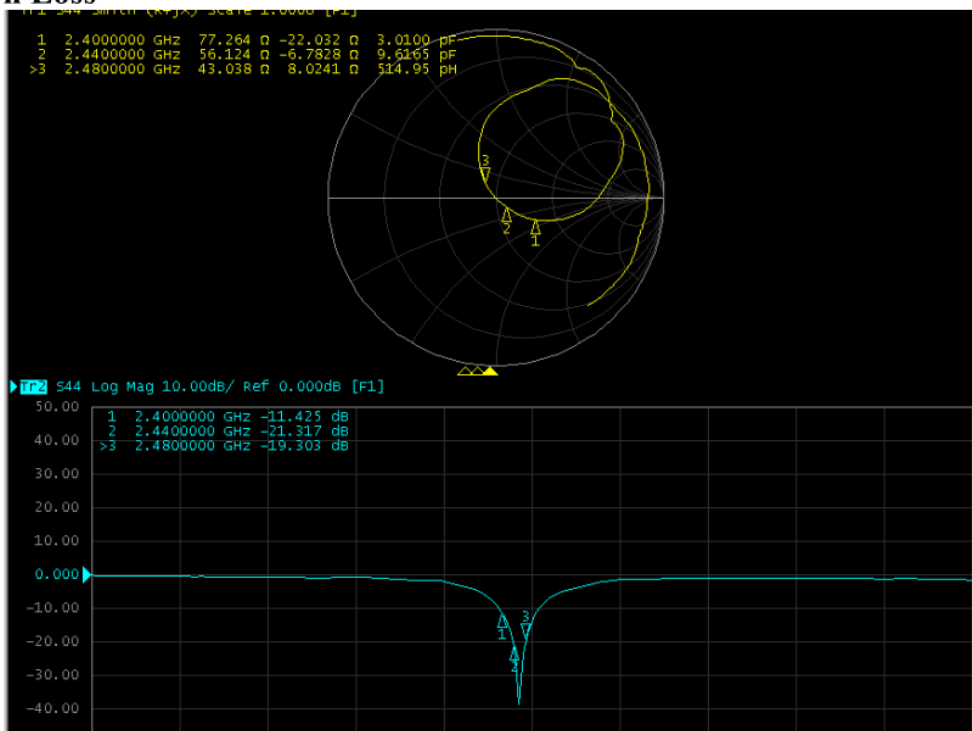 n Loss
Tr1 S44 Smith (R+jX) Scale 1.000U [F1]
1 2.4000000 GHz 77.264 Ω -22.032 Ω 3.0100 pF
2 2.4400000 GHz 56.124 Ω -6.7828 Ω 9.6165 pF
>3 2.4800000 GHz 43.038 Ω 8.0241 Ω 514.95 pH
3
2
1
Tr2 S44 Log Mag 10.00dB/ Ref 0.000dB [F1]
50.00
1 2.4000000 GHz -11.425 dB
2 2.4400000 GHz -21.317 dB
>3 2.4800000 GHz -19.303 dB
40.00
30.00
20.00
10.00
0.000
-10.00
3
1
-20.00
2
-30.00
-40.00